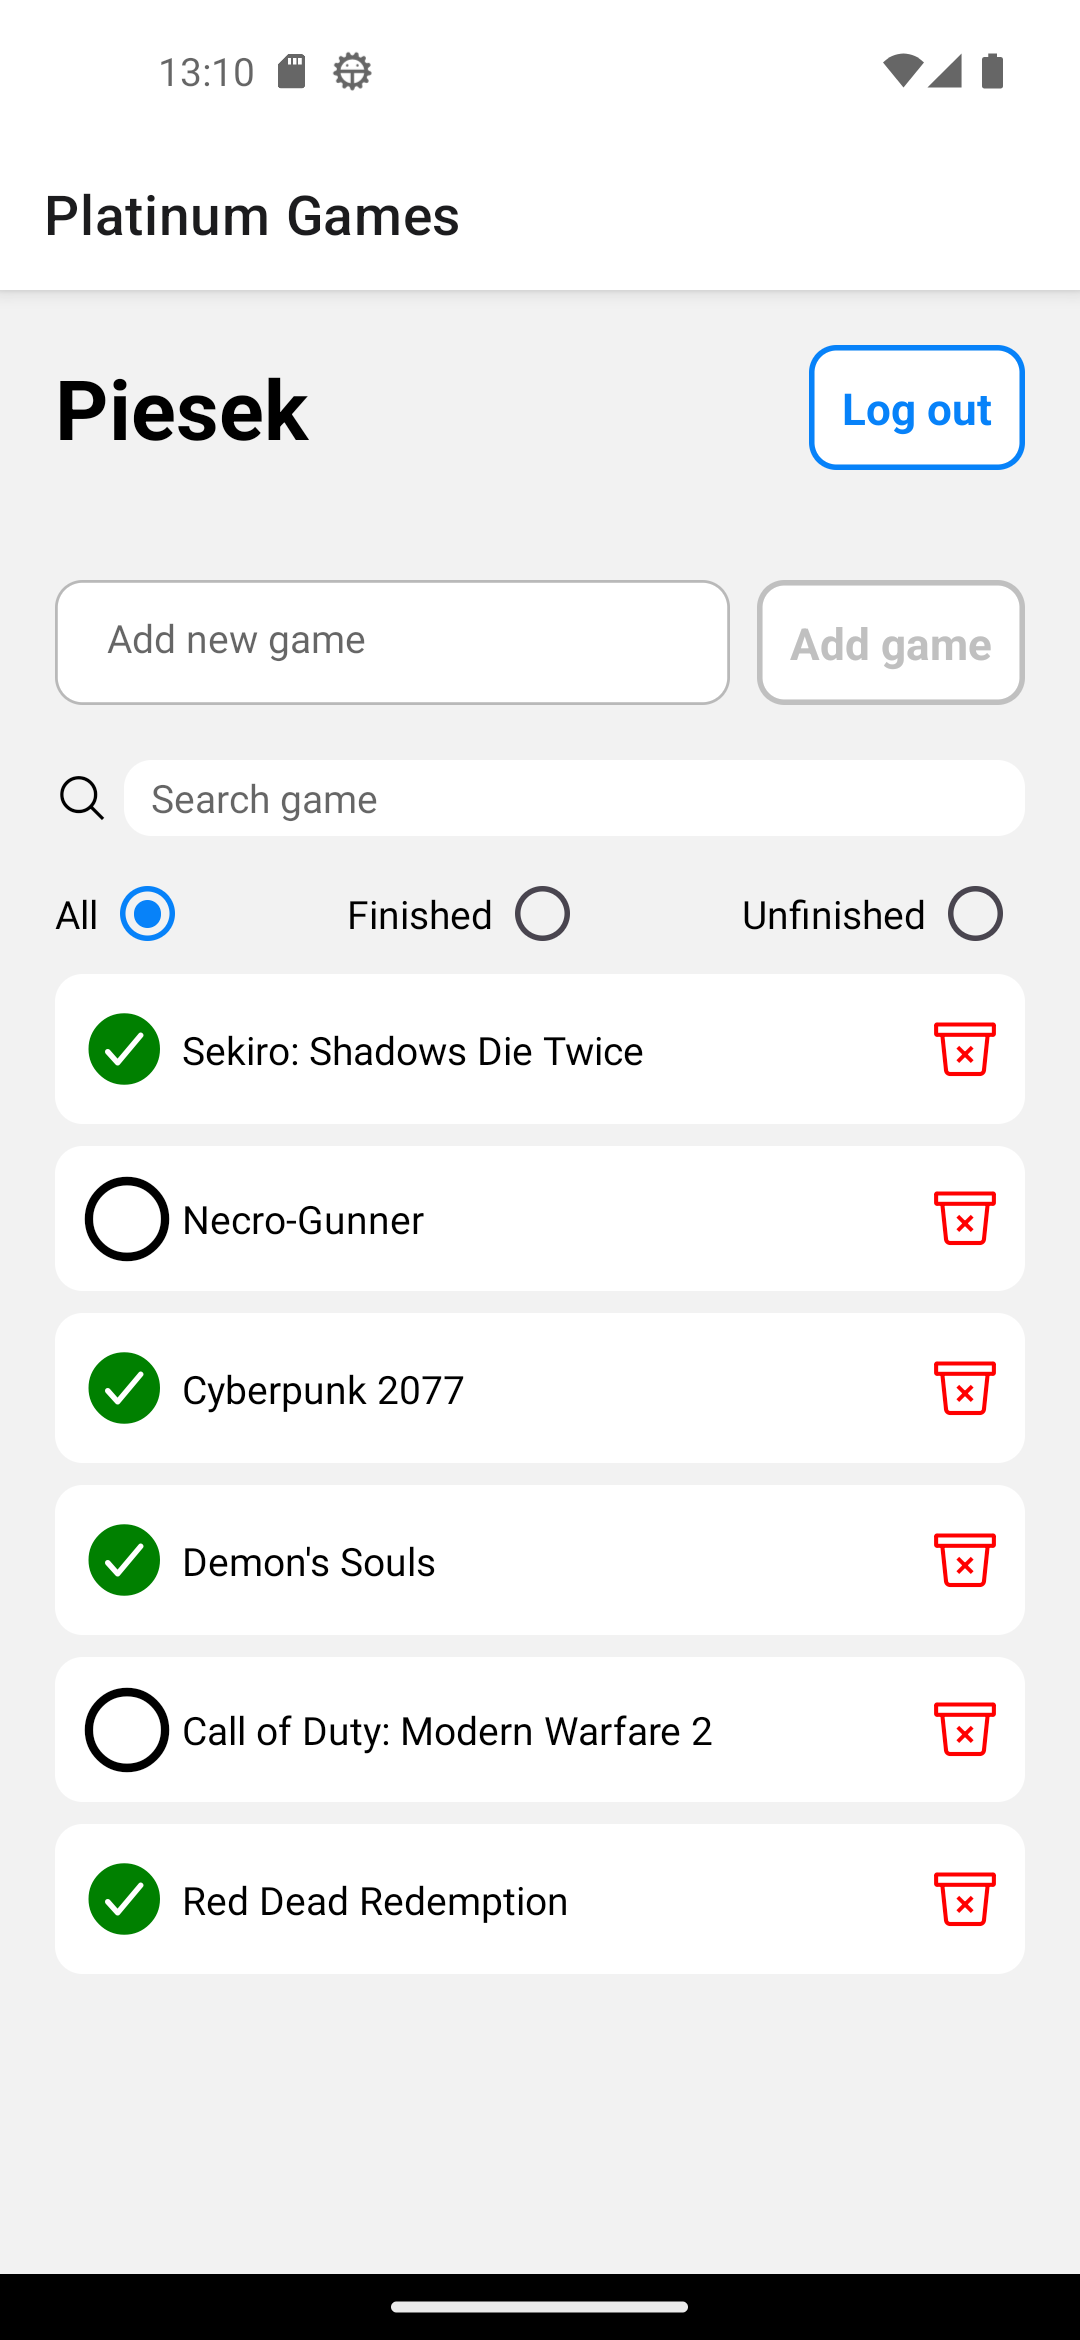 13:10
Platinum Games
Piesek
Log out
Add new game
Add game
Search game
All
Finished
Unfinished
Sekiro: Shadows Die Twice
Necro-Gunner
Cyberpunk 2077
Demon's Souls
Call of Duty: Modern Warfare 2
Red Dead Redemption